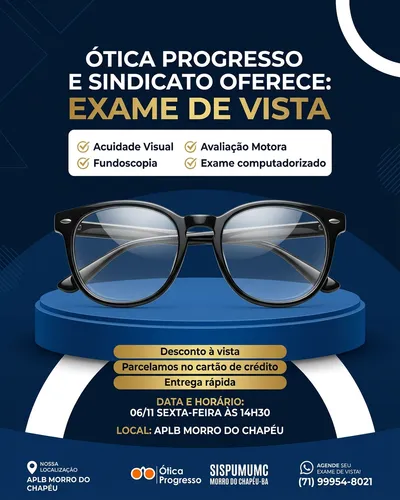 ÓTICA PROGRESSO
E SINDICATO OFERECE:
EXAME DE VISTA
Acuidade Visual
Avaliação Motora
Fundoscopia
Exame computadorizado
Desconto à vista
Parcelamos no cartão de crédito
Entrega rápida
DATA E HORÁRIO:
06/11 SEXTA-FEIRA ÀS 14H30
LOCAL: APLB MORRO DO CHAPÉU
NOSSA
LOCALIZAÇÃO
APLB MORRO DO
CHAPÉU
Ótica
Progresso
SISPUMUMC
MORRO DO CHAPÉU-BA
AGENDE SEU
EXAME DE VISTA!
(71) 99954-8021